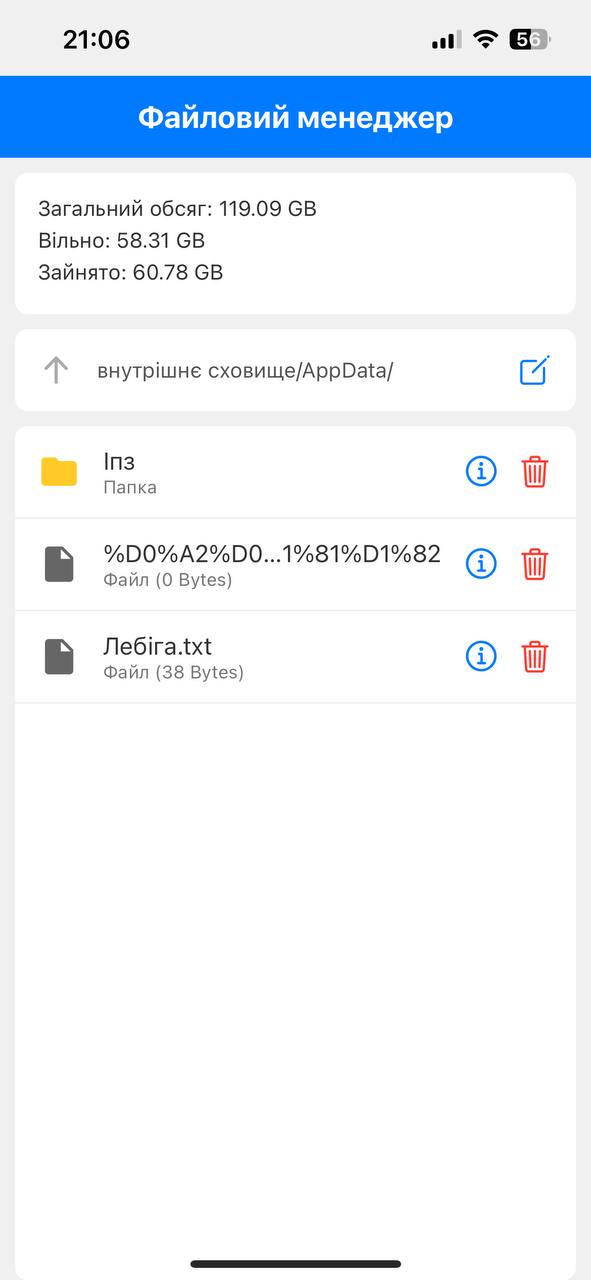 21:06
56
Файловий менеджер
Загальний обсяг: 119.09 GB
Вільно: 58.31 GB
Зайнято: 60.78 GB
внутрішнє сховище/AppData/
Іпз
Папка
%D0%A2%D0...1%81%D1%82
Файл (0 Bytes)
Лебіга.txt
Файл (38 Bytes)